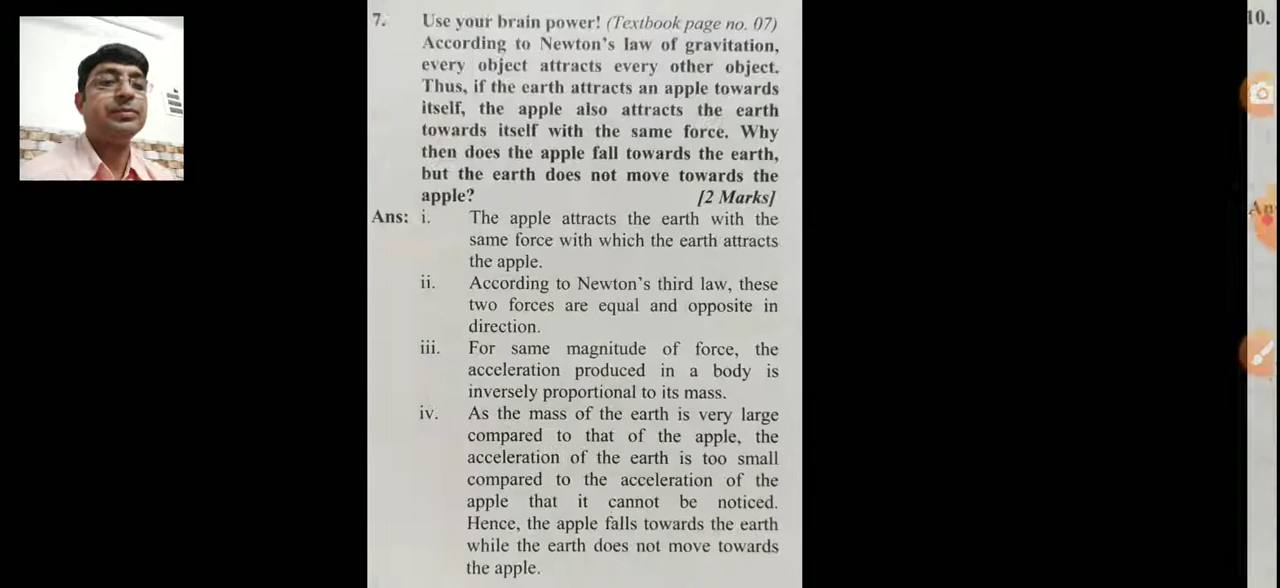 7. Use your brain power! (Textbook page no. 07)
According to Newton's law of gravitation,
every object attracts every other object.
Thus, if the earth attracts an apple towards
itself, the apple also attracts the earth
towards itself with the same force. Why
then does the apple fall towards the earth,
but the earth does not move towards the
apple? [2 Marks]
Ans: i. The apple attracts the earth with the
same force with which the earth attracts
the apple.
ii. According to Newton's third law, these
two forces are equal and opposite in
direction.
iii. For same magnitude of force, the
acceleration produced in a body is
inversely proportional to its mass.
iv. As the mass of the earth is very large
compared to that of the apple, the
acceleration of the earth is too small
compared to the acceleration of the
apple that it cannot be noticed.
Hence, the apple falls towards the earth
while the earth does not move towards
the apple.
10.